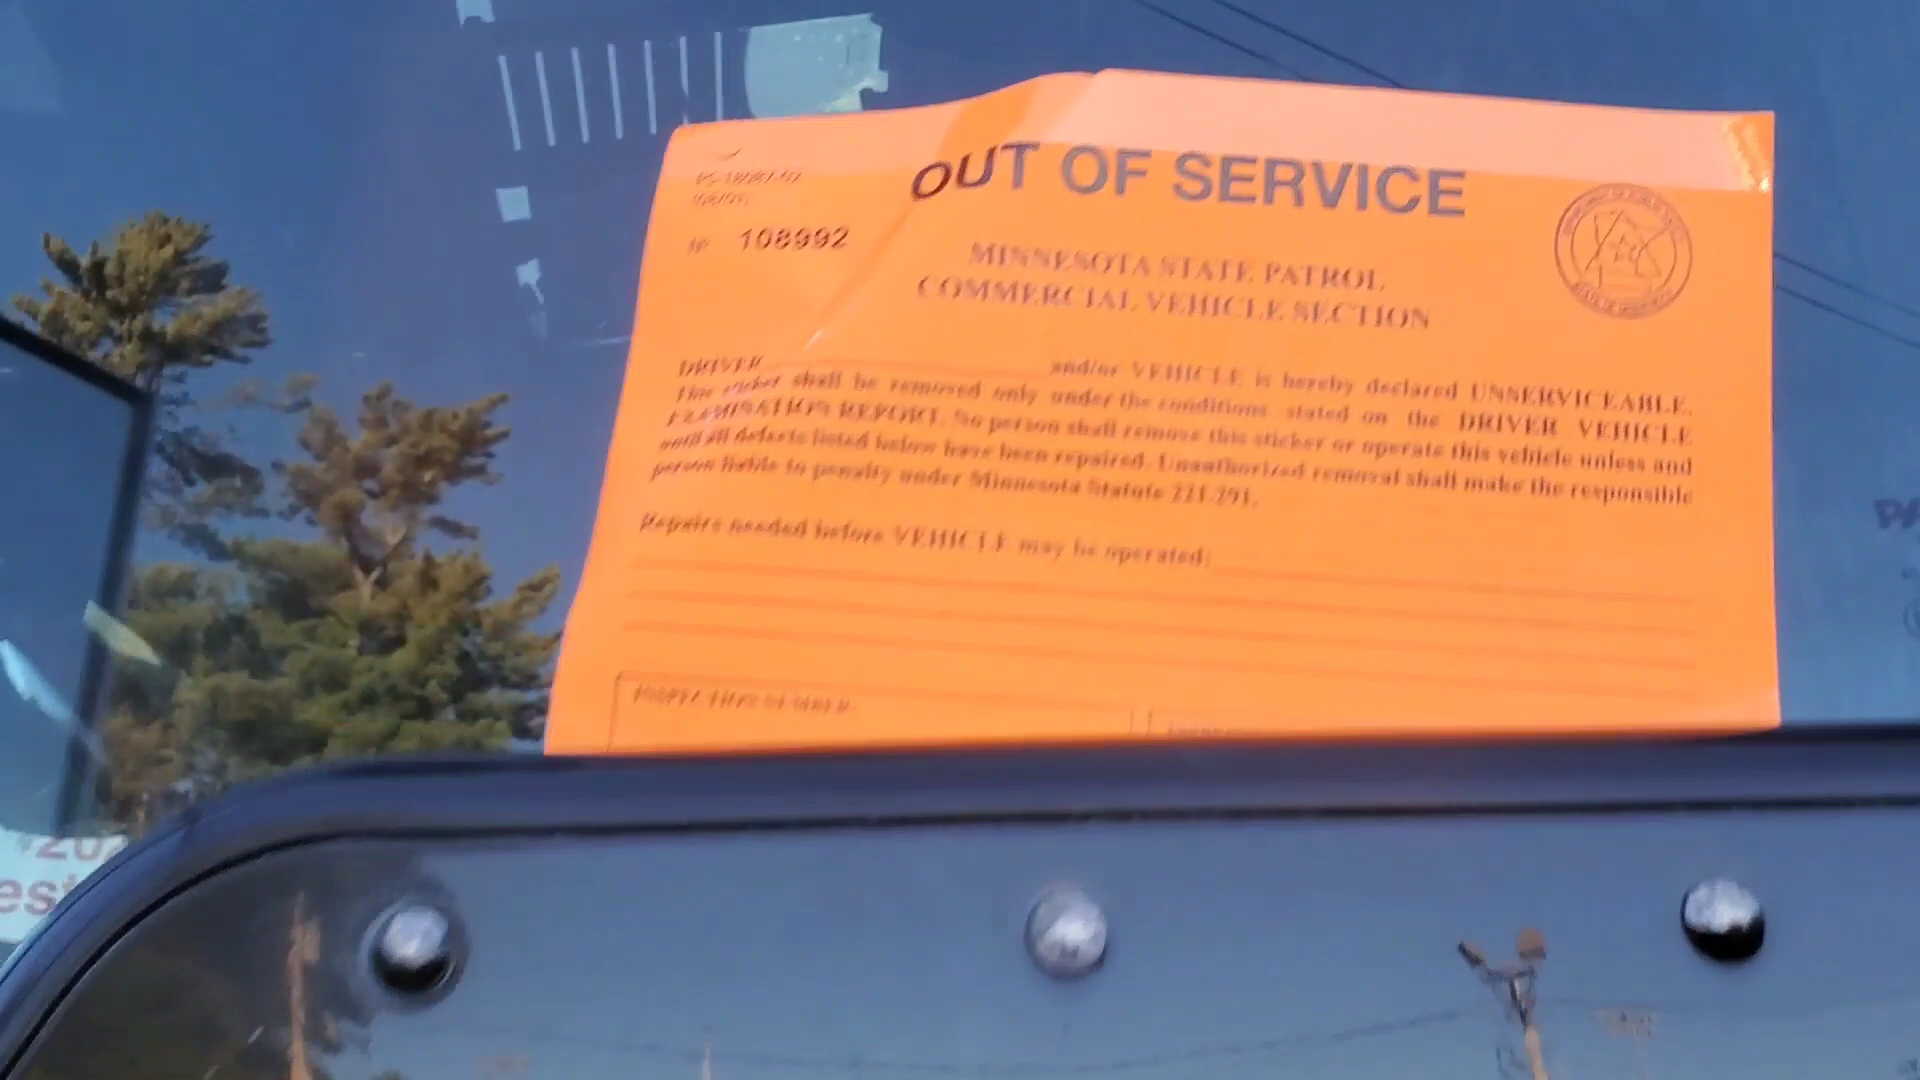 OUT OF SERVICE
108992
MINNESOTA STATE PATROL
COMMERCIAL VEHICLE SECTION
DRIVER and/or VEHICLE is hereby declared UNSERVICEABLE.
This sticker shall be removed only under the conditions stated on the DRIVER VEHICLE
EXAMINATION REPORT. No person shall remove this sticker or operate this vehicle unless and
until all defects listed below have been repaired. Unauthorized removal shall make the responsible
person liable to penalty under Minnesota Statute 221.291.
Repairs needed before VEHICLE may be operated: